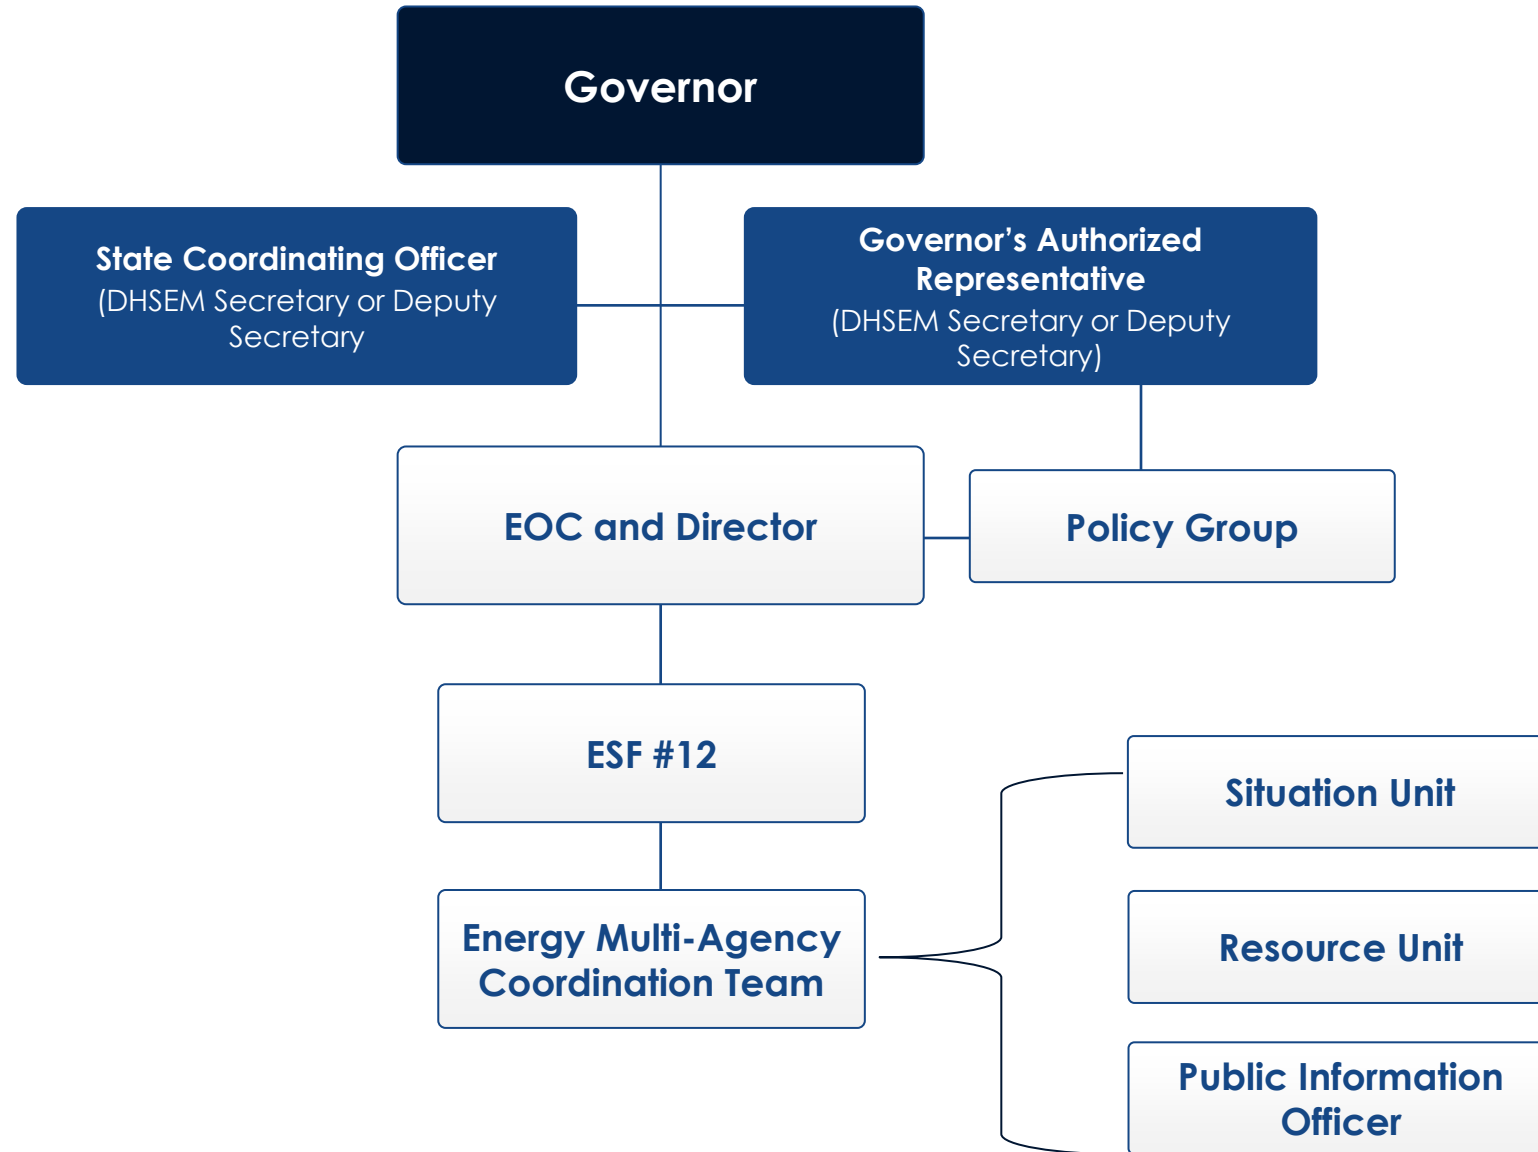 Governor
State Coordinating Officer
(DHSEM Secretary or Deputy
Secretary
Governor’s Authorized
Representative
(DHSEM Secretary or Deputy
Secretary)
EOC and Director
Policy Group
ESF #12
Energy Multi-Agency
Coordination Team
Situation Unit
Resource Unit
Public Information
Officer